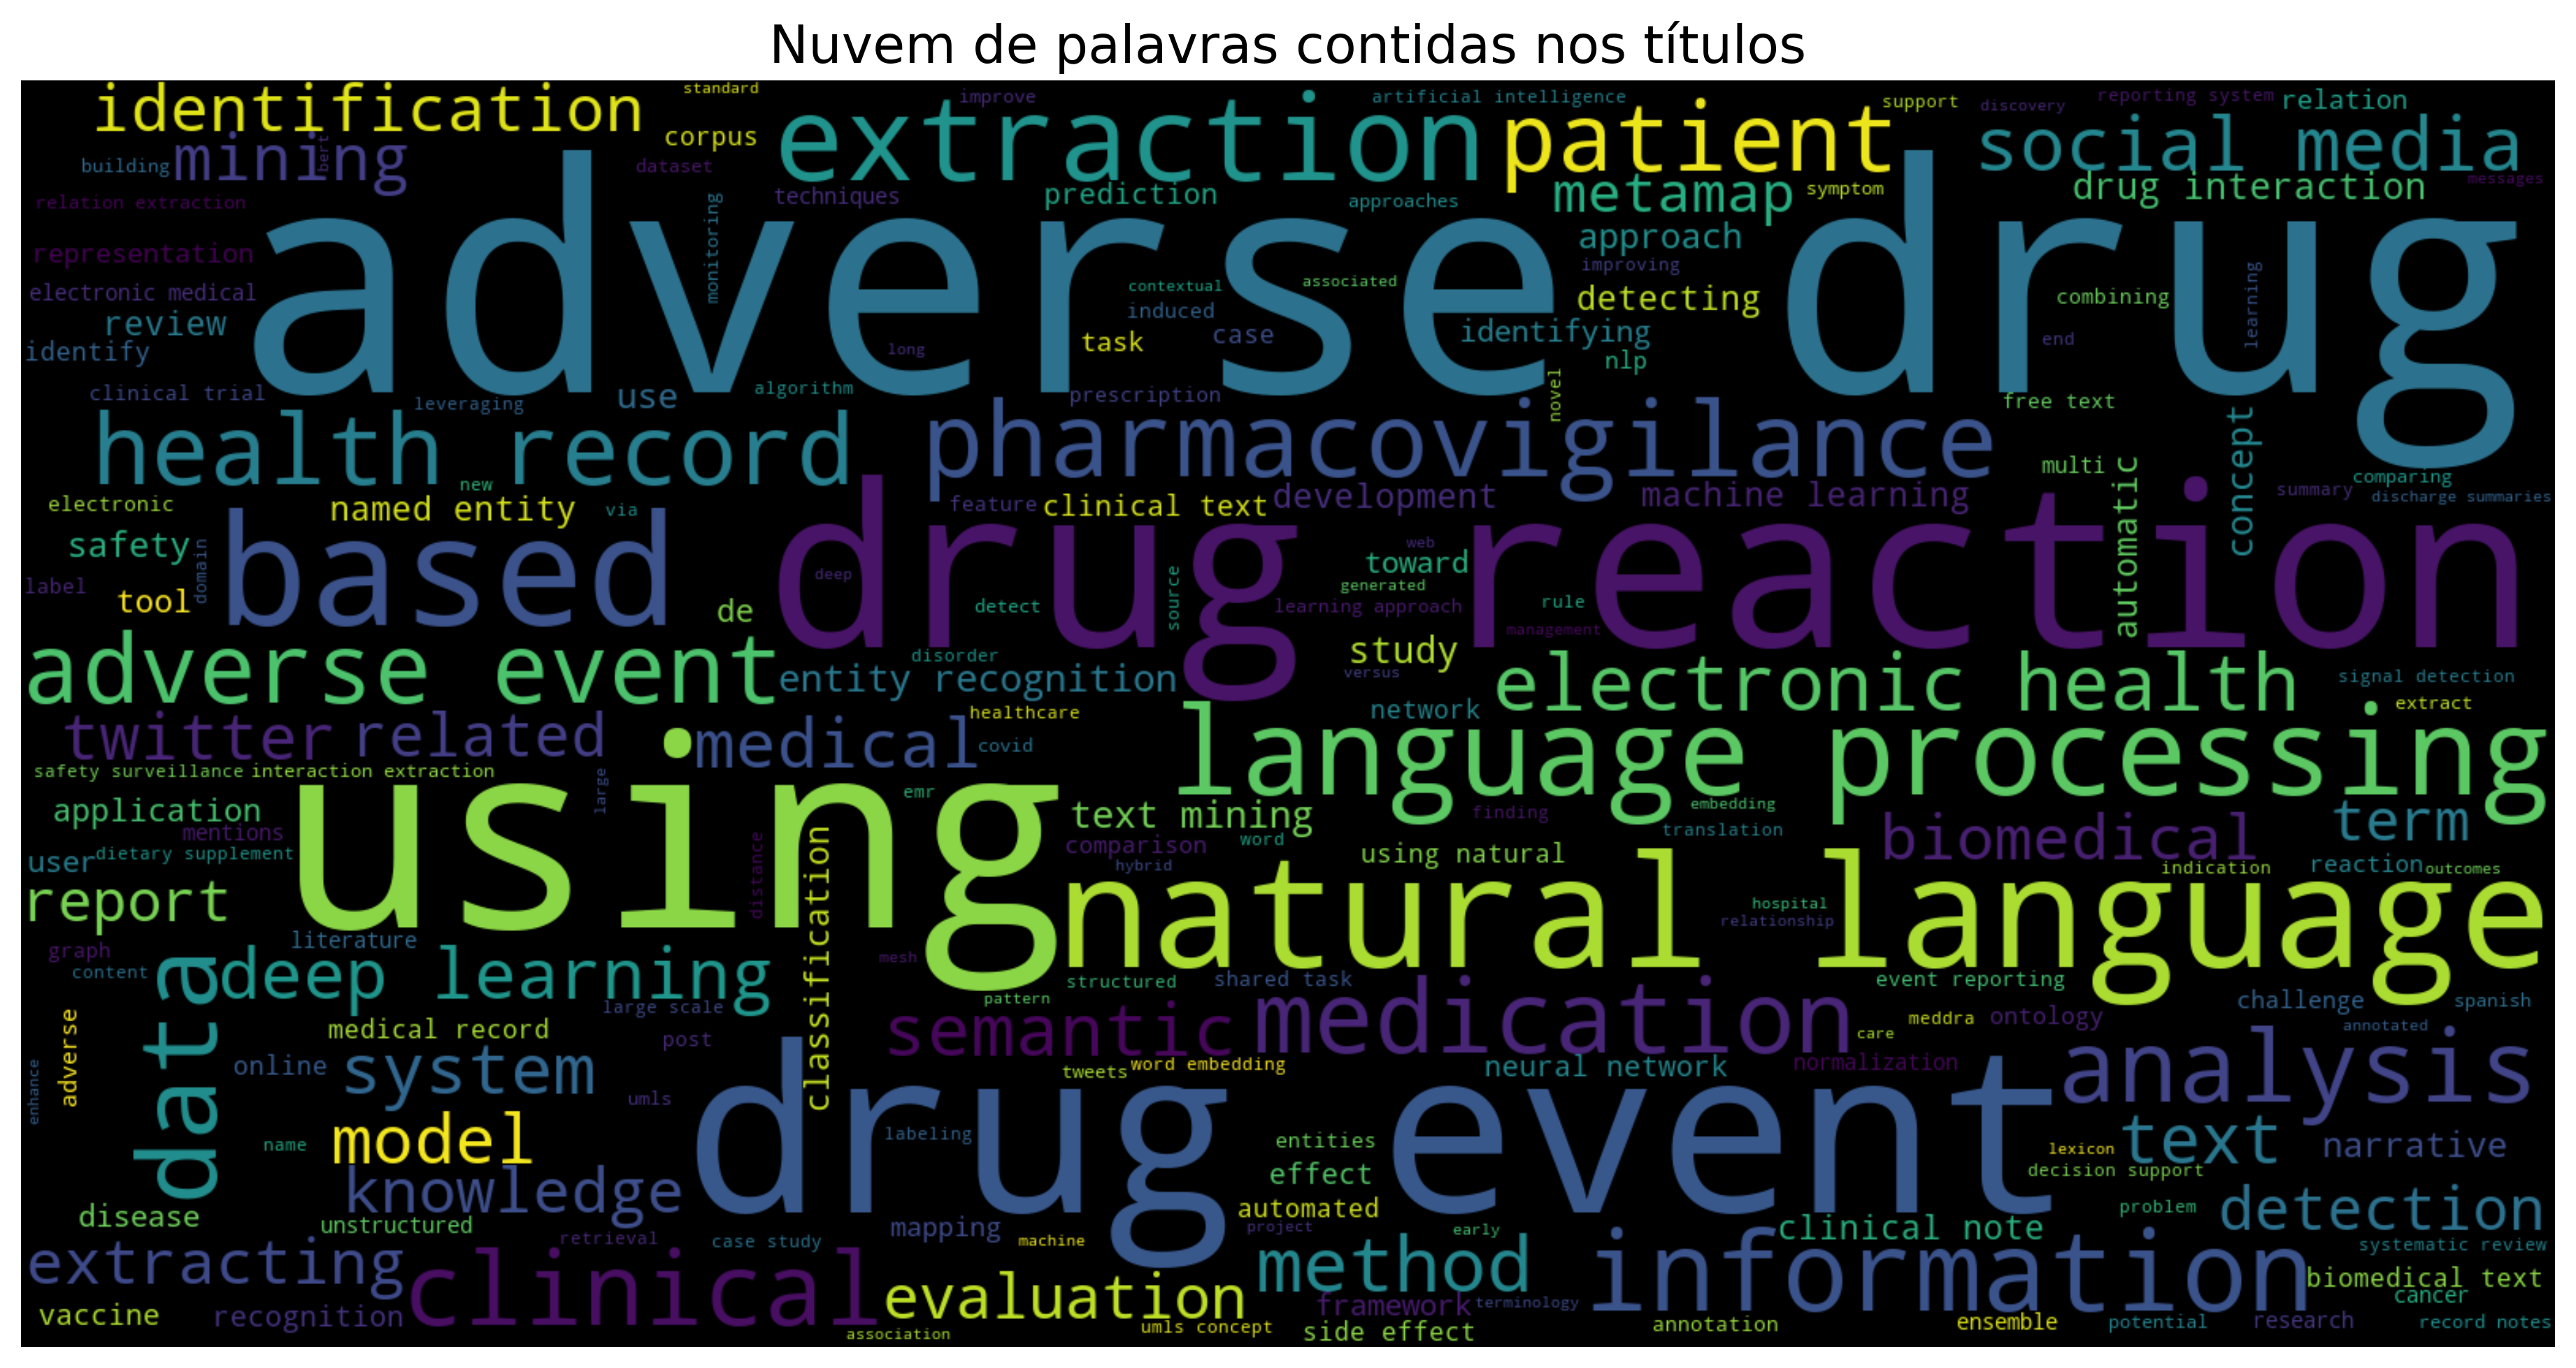 Nuvem de palavras contidas nos títulos
standard
improve
artificial intelligence
support
discovery
reporting system
relation
identification
extraction
patient
social media
corpus
building
mining
bert
dataset
techniques
prediction
approaches
metamap
symptom
drug interaction
messages
relation extraction
adverse drug
monitoring
approach
representation
improving
electronic medical
contextual
associated
induced
detecting
combining
learning
review
identify
long
task
case
identifying
nlp
end
clinical trial
leveraging
use
algorithm
prescription
novel
free text
concept
health record
pharmacovigilance
multi
automatic
comparing
new
electronic
named entity
via
feature
clinical text
development
machine learning
summary
discharge summaries
safety
domain
based
drug reaction
web
toward
label
tool
deep
generated
source
de
detect
learning approach
rule
management
study
versus
adverse event
disorder
entity recognition
electronic health
signal detection
extract
twitter
related
healthcare
network
medical
covid
language processing
safety surveillance
interaction extraction
large
using
emr
application
text mining
finding
embedding
translation
biomedical
term
mentions
comparison
word
using natural
user
dietary supplement
classification
distance
hybrid
indication
reaction
outcomes
report
natural language
hospital
relationship
literature
graph
content
data
deep learning
mesh
structured
shared task
event reporting
pattern
large scale
challenge
spanish
medical record
semantic
medication
care
meddra
ontology
annotated
adverse
post
analysis
enhance
online
system
tweets
word embedding
neural network
normalization
umls
drug event
name
model
labeling
entities
lexicon
text
narrative
knowledge
effect
decision support
disease
unstructured
automated
problem
detection
retrieval
case study
mapping
machine
project
early
clinical note
extracting
clinical
method
information
systematic review
biomedical text
cancer
vaccine
recognition
evaluation
framework
terminology
association
umls concept
side effect
annotation
ensemble
potential
research
record notes